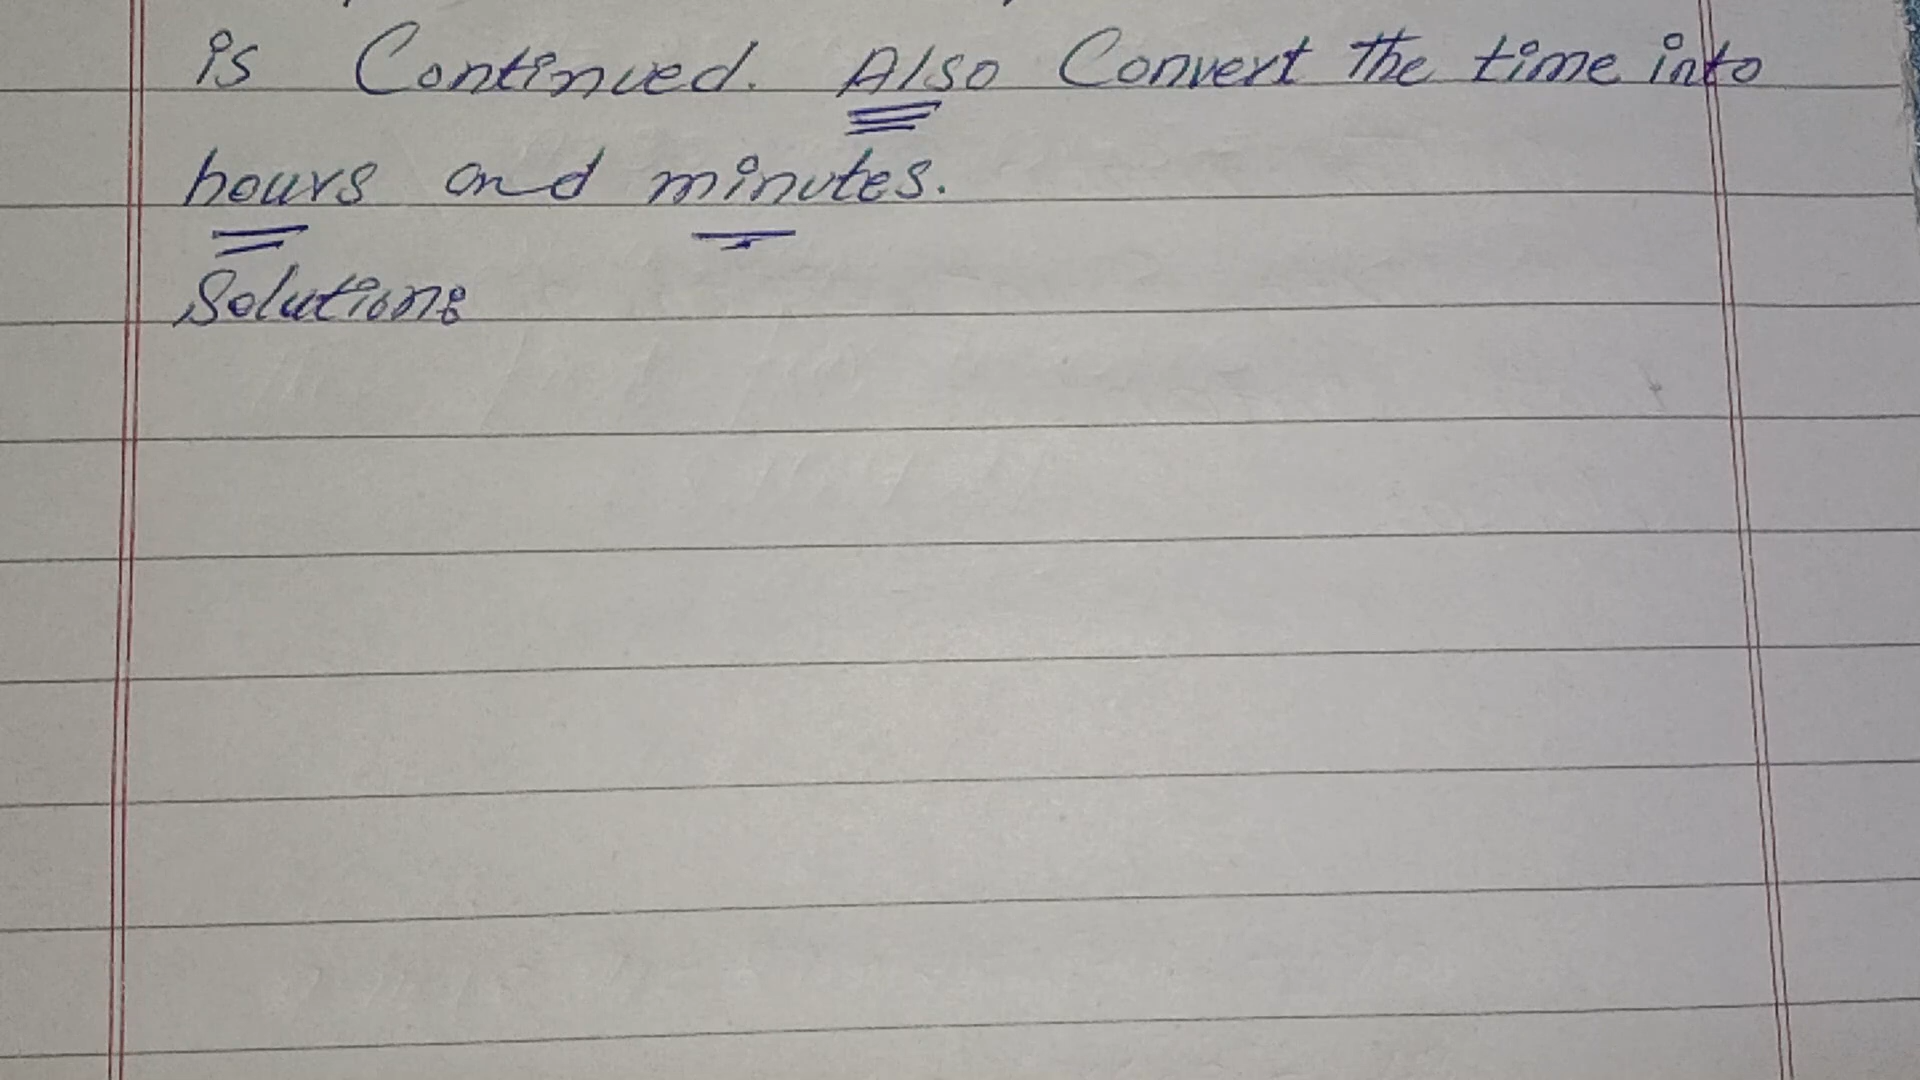 is Continued. Also Convert the time into
hours and minutes.
Solution: